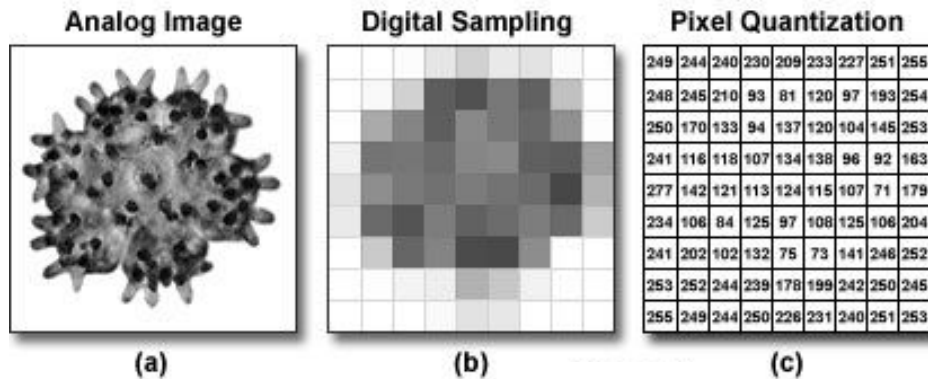 Analog Image Digital Sampling Pixel Quantization
249 244 240 230 209 233 227 251 255
248 245 210 93 81 120 97 193 254
250 170 133 94 137 120 104 145 253
241 116 118 107 134 138 96 92 163
277 142 121 113 124 115 107 71 179
234 106 84 125 97 108 125 106 204
241 202 102 132 75 73 141 246 252
253 252 244 239 178 199 242 250 245
255 249 244 250 226 231 240 251 253
(a) (b) (c)